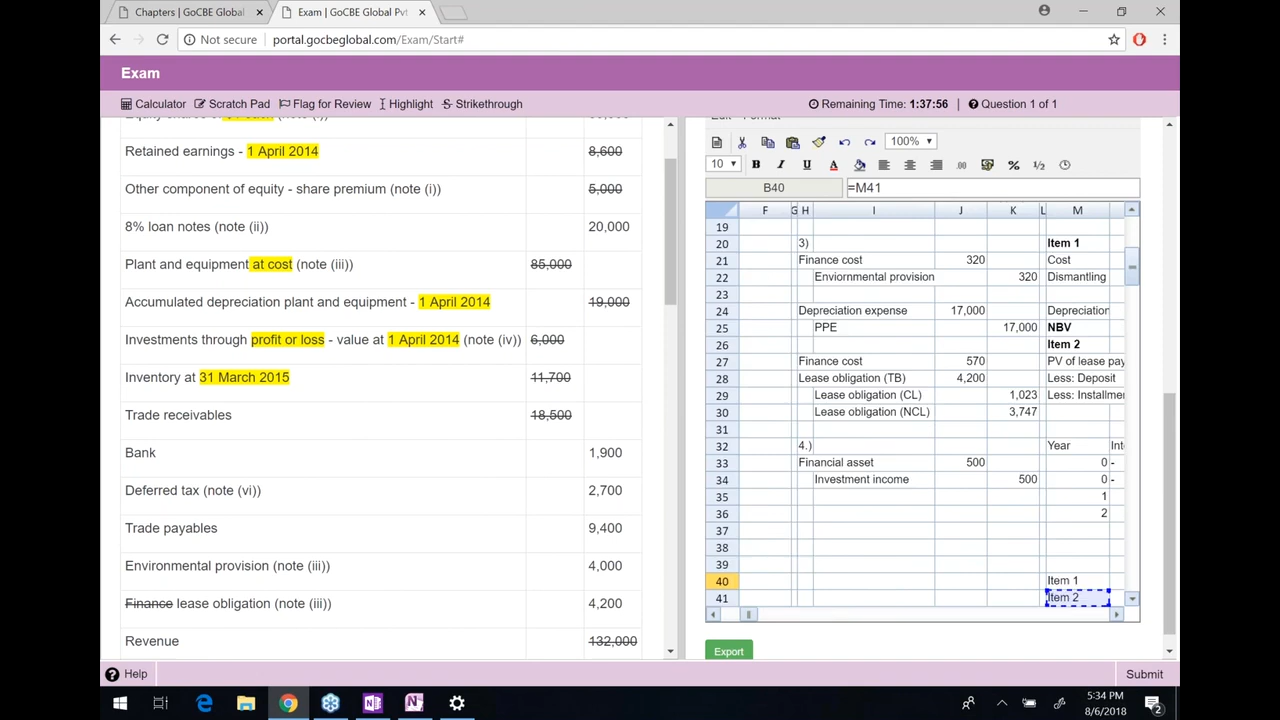 Chapters | GoCBE Global
Exam | GoCBE Global Pvt
Not secure | portal.gocbeglobal.com/Exam/Start#
Exam
Calculator Scratch Pad Flag for Review Highlight Strikethrough Remaining Time: 1:37:56 | Question 1 of 1
Retained earnings - 1 April 2014 8,600
Other component of equity - share premium (note (i)) 5,000
8% loan notes (note (ii)) 20,000
Plant and equipment at cost (note (iii)) 85,000
Accumulated depreciation plant and equipment - 1 April 2014 19,000
Investments through profit or loss - value at 1 April 2014 (note (iv)) 6,000
Inventory at 31 March 2015 11,700
Trade receivables 18,500
Bank 1,900
Deferred tax (note (vi)) 2,700
Trade payables 9,400
Environmental provision (note (iii)) 4,000
Finance lease obligation (note (iii)) 4,200
Revenue 132,000
100%
10 B I U A .00 % ½
B40 =M41
F G H I J K L M
19
20 3) Item 1
21 Finance cost 320 Cost
22 Enviornmental provision 320 Dismantling
23
24 Depreciation expense 17,000 Depreciation
25 PPE 17,000 NBV
26 Item 2
27 Finance cost 570 PV of lease pay
28 Lease obligation (TB) 4,200 Less: Deposit
29 Lease obligation (CL) 1,023 Less: Installmen
30 Lease obligation (NCL) 3,747
31
32 4.) Year Int
33 Financial asset 500 0 -
34 Investment income 500 0 -
35 1
36 2
37
38
39
40 Item 1
41 Item 2
Export
Help
Submit
5:34 PM
8/6/2018
2